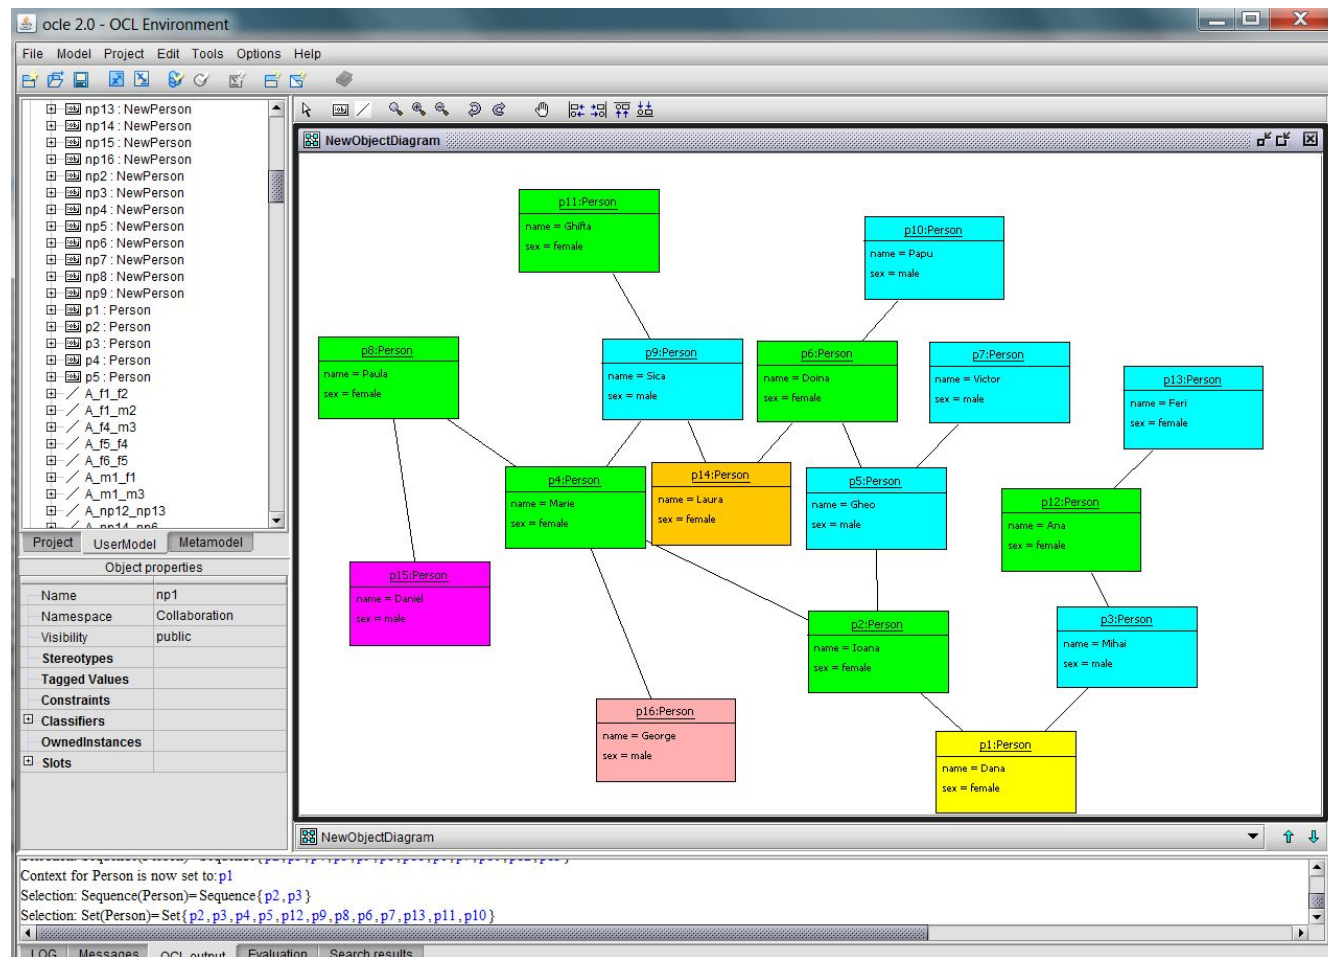 ocle 2.0 - OCL Environment
File Model Project Edit Tools Options Help
np13 : NewPerson
np14 : NewPerson
np15 : NewPerson
np16 : NewPerson
np2 : NewPerson
np3 : NewPerson
np4 : NewPerson
np5 : NewPerson
np6 : NewPerson
np7 : NewPerson
np8 : NewPerson
np9 : NewPerson
p1 : Person
p2 : Person
p3 : Person
p4 : Person
p5 : Person
A_f1_f2
A_f1_m2
A_f4_m3
A_f5_f4
A_f6_f5
A_m1_f1
A_m1_m3
A_np12_np13
A_np14_np6
Project UserModel Metamodel
Object properties
Name np1
Namespace Collaboration
Visibility public
Stereotypes
Tagged Values
Constraints
Classifiers
OwnedInstances
Slots
NewObjectDiagram
p11:Person
name = Ghifta
sex = female
p10:Person
name = Papu
sex = male
p8:Person
name = Paula
sex = female
p9:Person
name = Sica
sex = male
p6:Person
name = Doina
sex = female
p7:Person
name = Victor
sex = male
p13:Person
name = Feri
sex = male
p4:Person
name = Marie
sex = female
p14:Person
name = Laura
sex = female
p5:Person
name = Gheo
sex = male
p12:Person
name = Ana
sex = female
p15:Person
name = Daniel
sex = male
p2:Person
name = Ioana
sex = female
p3:Person
name = Mihai
sex = male
p16:Person
name = George
sex = male
p1:Person
name = Dana
sex = female
NewObjectDiagram
Context for Person is now set to:p1
Selection: Sequence(Person)=Sequence{p2,p3}
Selection: Set(Person)=Set{p2,p3,p4,p5,p12,p9,p8,p6,p7,p13,p11,p10}
LOG Messages OCL output Evaluation Search results